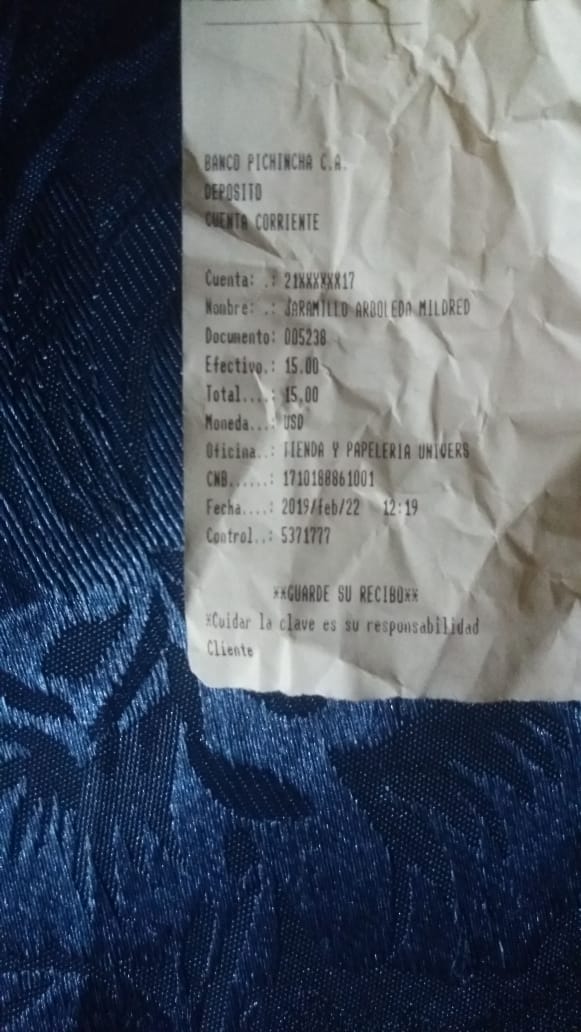 BANCO PICHINCHA C.A.
DEPOSITO
CUENTA CORRIENTE
Cuenta: .: 21XXXXXX17
Nombre: .: JARAMILLO ARBOLEDA MILDRED
Documento: 005238
Efectivo.: 15.00
Total....: 15.00
Moneda...: USD
Oficina..: TIENDA Y PAPELERIA UNIVERS
CNB......: 1710188861001
Fecha....: 2019/feb/22 12:19
Control..: 5371777
**GUARDE SU RECIBO**
*Cuidar la clave es su responsabilidad
Cliente